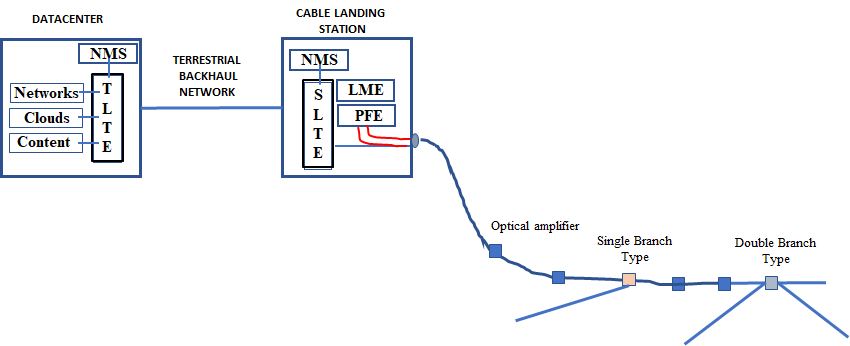 DATACENTER
NMS
Networks
Clouds
Content
T
L
T
E
TERRESTRIAL
BACKHAUL
NETWORK
CABLE LANDING
STATION
NMS
S
L
T
E
LME
PFE
Optical amplifier
Single Branch
Type
Double Branch
Type